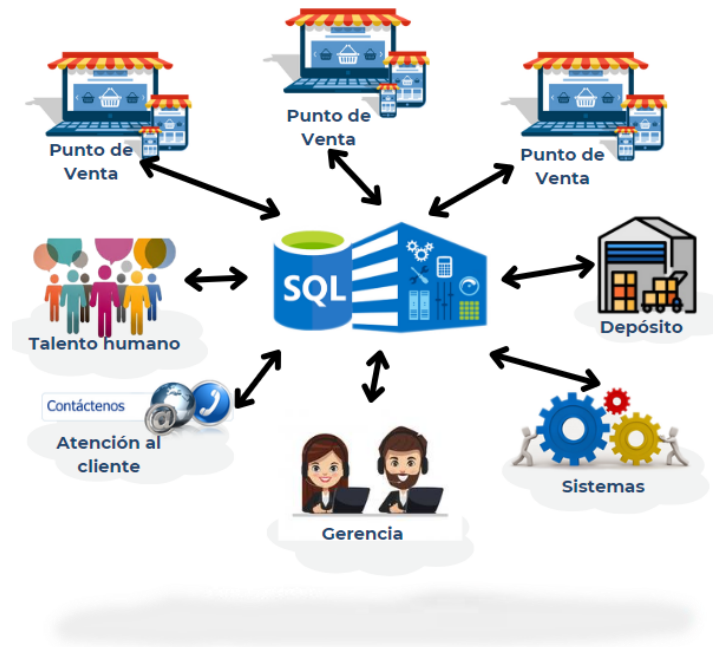 Punto de
Venta
Punto de
Venta
Punto de
Venta
SQL
Talento humano
Depósito
Contáctenos
@
Atención al
cliente
Sistemas
Gerencia